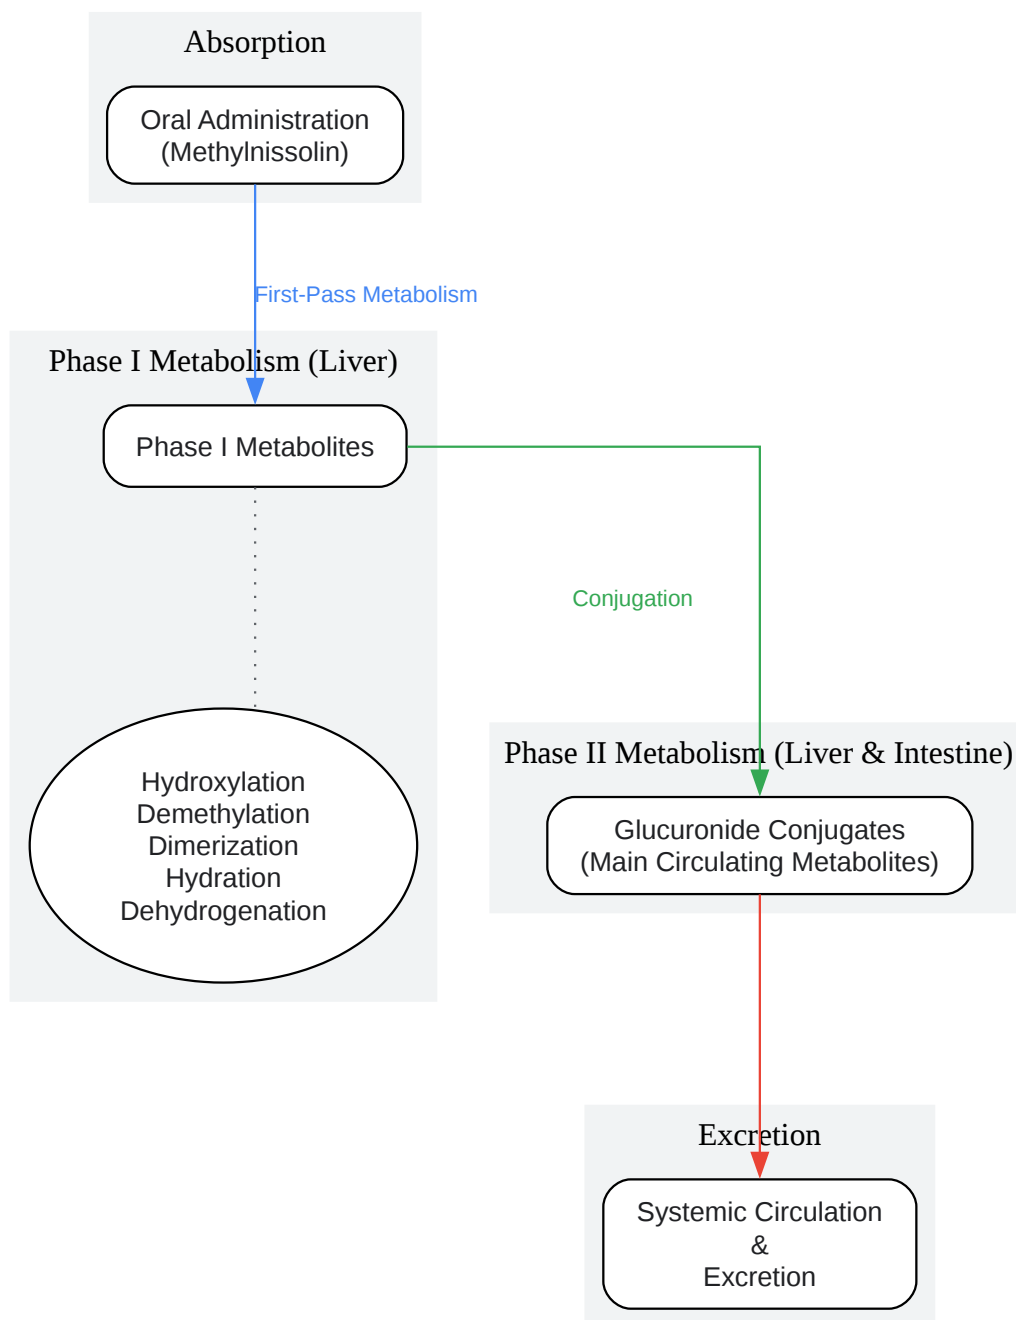 Absorption
Oral Administration
(Methylnissolin)
First-Pass Metabolism
Phase I Metabolism (Liver)
Phase I Metabolites
Conjugation
Hydroxylation
Demethylation
Dimerization
Hydration
Dehydrogenation
Phase II Metabolism (Liver & Intestine)
Glucuronide Conjugates
(Main Circulating Metabolites)
Excretion
Systemic Circulation
&
Excretion